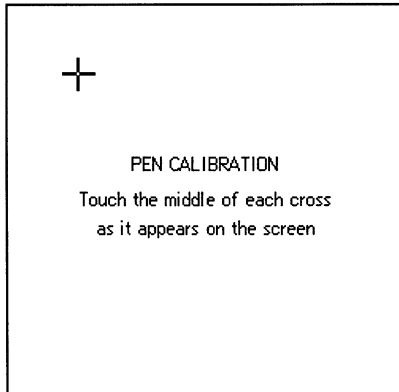 PEN CALIBRATION
Touch the middle of each cross
as it appears on the screen